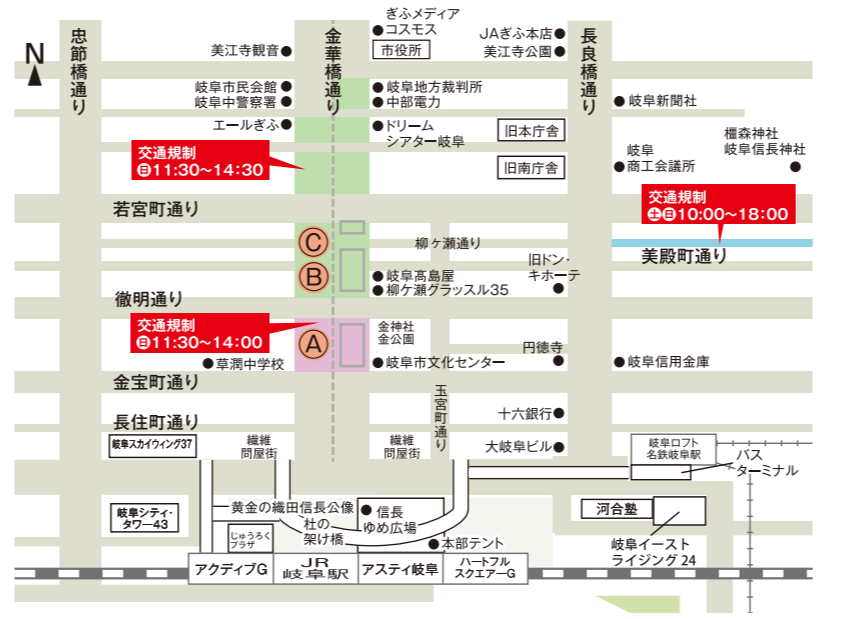 N
忠節橋通り
金華橋通り
長良橋通り
ぎふメディア
コスモス
市役所
美江寺観音
JAぎふ本店
美江寺公園
岐阜市民会館
岐阜中警察署
岐阜地方裁判所
中部電力
岐阜新聞社
エールぎふ
ドリーム
シアター岐阜
旧本庁舎
橿森神社
岐阜信長神社
交通規制
日11:30〜14:30
旧南庁舎
岐阜
商工会議所
交通規制
土日10:00〜18:00
若宮町通り
C
柳ヶ瀬通り
美殿町通り
B
岐阜髙島屋
柳ケ瀬グラッスル35
旧ドン・
キホーテ
徹明通り
交通規制
日11:30〜14:00
A
金神社
金公園
円徳寺
草潤中学校
岐阜市文化センター
岐阜信用金庫
金宝町通り
玉宮町通り
長住町通り
十六銀行
岐阜スカイウィング37
繊維
問屋街
繊維
問屋街
大岐阜ビル
岐阜ロフト
名鉄岐阜駅
バス
ターミナル
岐阜シティ・
タワー43
黄金の織田信長公像
信長
ゆめ広場
杜の
架け橋
じゅうろく
プラザ
本部テント
河合塾
岐阜イースト
ライジング24
アクティブG
JR
岐阜駅
アスティ岐阜
ハートフル
スクエアーG